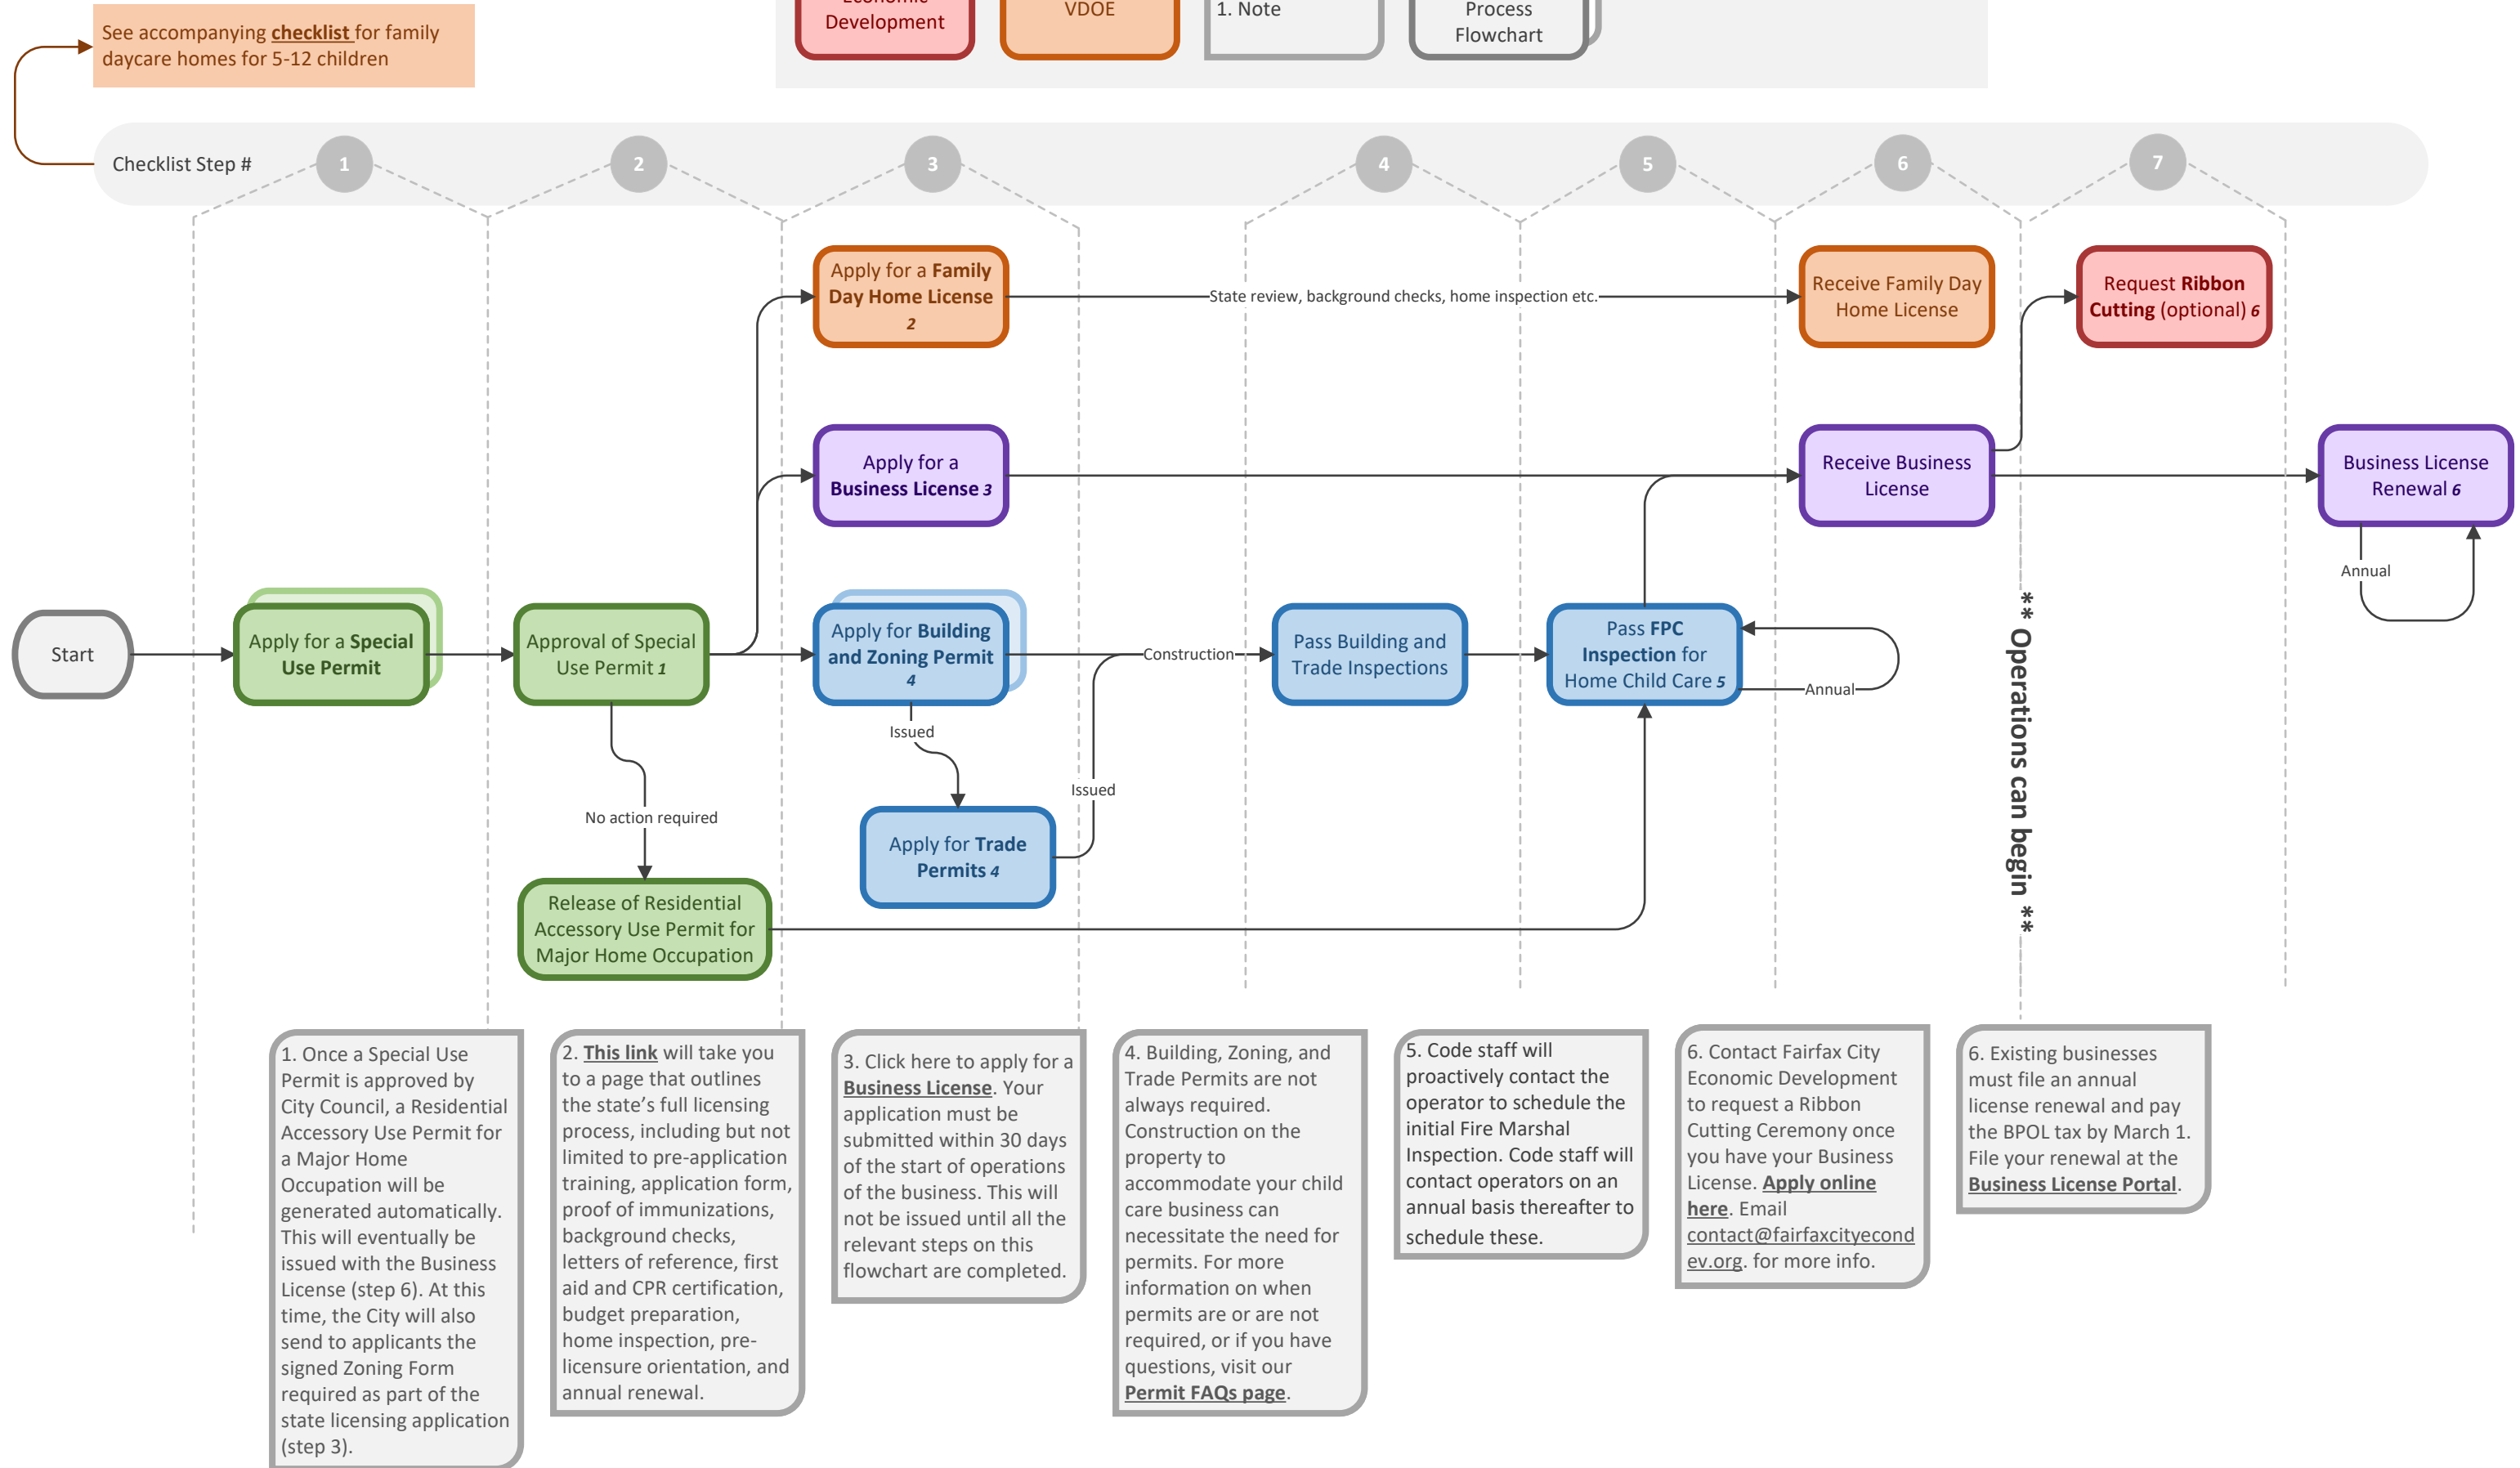 Economic
Development
VDOE
1. Note
Process
Flowchart
See accompanying checklist for family
daycare homes for 5-12 children
Checklist Step #
1
2
3
4
5
6
7
Apply for a Family
Day Home License
2
State review, background checks, home inspection etc.
Receive Family Day
Home License
Request Ribbon
Cutting (optional) 6
Apply for a
Business License 3
Receive Business
License
Business License
Renewal 6
Annual
Start
Apply for a Special
Use Permit
Approval of Special
Use Permit 1
Apply for Building
and Zoning Permit
4
Construction
Pass Building and
Trade Inspections
Pass FPC
Inspection for
Home Child Care 5
Annual
** Operations can begin **
Issued
Issued
No action required
Apply for Trade
Permits 4
Release of Residential
Accessory Use Permit for
Major Home Occupation
1. Once a Special Use
Permit is approved by
City Council, a Residential
Accessory Use Permit for
a Major Home
Occupation will be
generated automatically.
This will eventually be
issued with the Business
License (step 6). At this
time, the City will also
send to applicants the
signed Zoning Form
required as part of the
state licensing application
(step 3).
2. This link will take you
to a page that outlines
the state’s full licensing
process, including but not
limited to pre-application
training, application form,
proof of immunizations,
background checks,
letters of reference, first
aid and CPR certification,
budget preparation,
home inspection, pre-
licensure orientation, and
annual renewal.
3. Click here to apply for a
Business License. Your
application must be
submitted within 30 days
of the start of operations
of the business. This will
not be issued until all the
relevant steps on this
flowchart are completed.
4. Building, Zoning, and
Trade Permits are not
always required.
Construction on the
property to
accommodate your child
care business can
necessitate the need for
permits. For more
information on when
permits are or are not
required, or if you have
questions, visit our
Permit FAQs page.
5. Code staff will
proactively contact the
operator to schedule the
initial Fire Marshal
Inspection. Code staff will
contact operators on an
annual basis thereafter to
schedule these.
6. Contact Fairfax City
Economic Development
to request a Ribbon
Cutting Ceremony once
you have your Business
License. Apply online
here. Email
contact@fairfaxcityecond
ev.org. for more info.
6. Existing businesses
must file an annual
license renewal and pay
the BPOL tax by March 1.
File your renewal at the
Business License Portal.